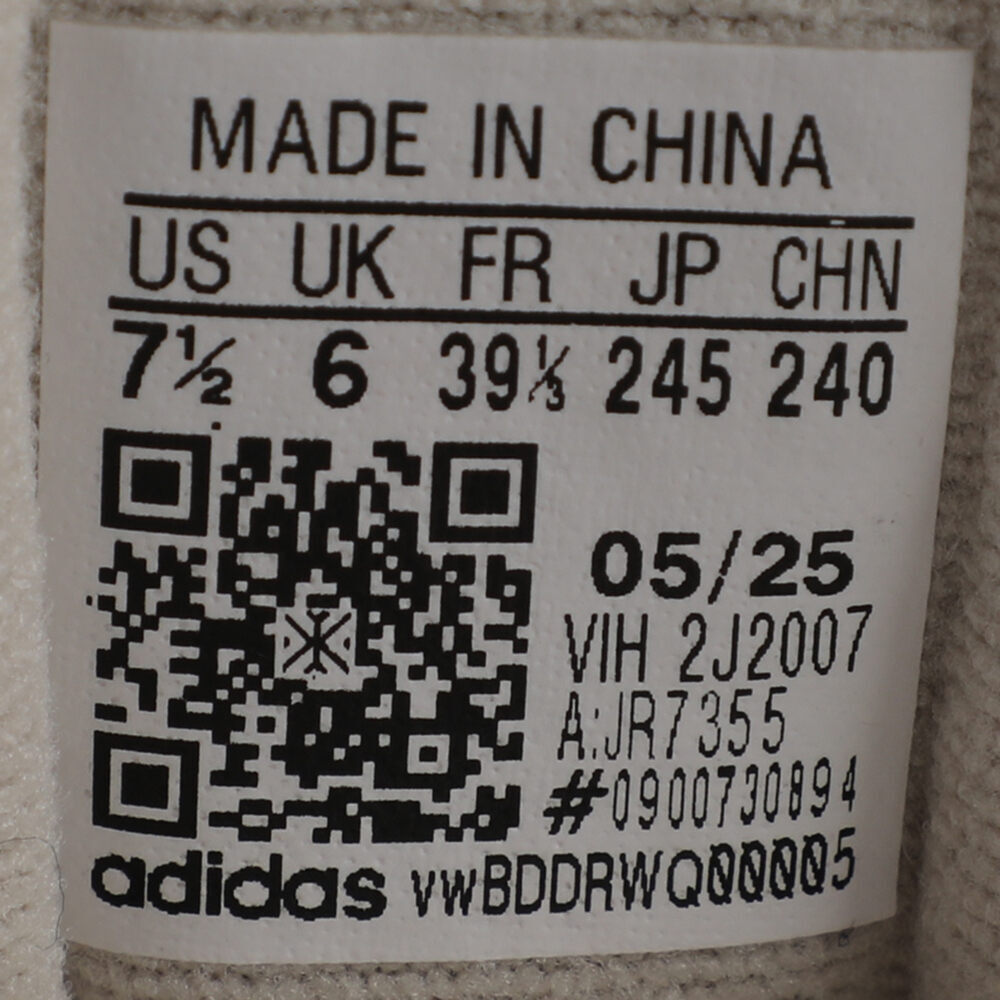 MADE IN CHINA
US UK FR JP CHN
7½ 6 39⅓ 245 240
05/25
VIH 2J2007
A:JR7355
#0900730894
adidas vwBDDRWQ00005